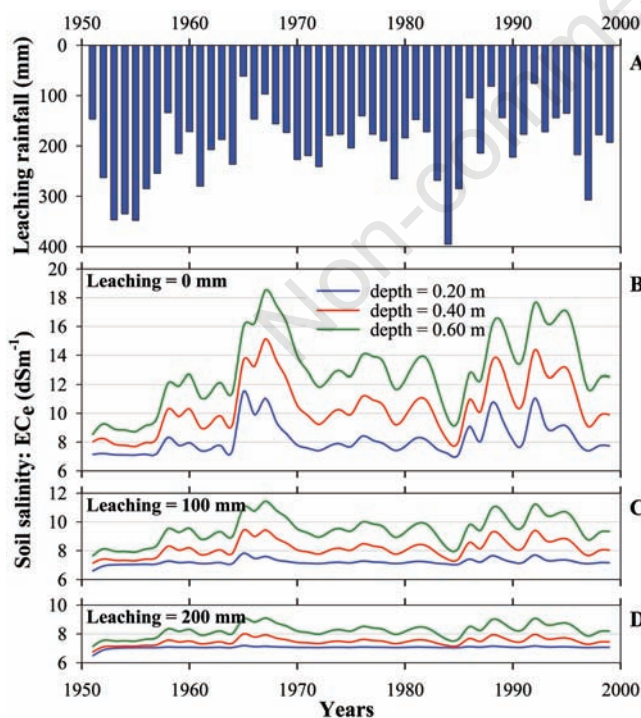 Non-comme
1950 1960 1970 1980 1990 2000
0
100
200
300
400
Leaching rainfall (mm)
A
20
18
16
14
12
10
8
6
Leaching = 0 mm
B
depth = 0.20 m
depth = 0.40 m
depth = 0.60 m
Soil salinity: ECe (dSm-1)
12
10
8
6
Leaching = 100 mm
C
10
8
6
Leaching = 200 mm
D
1950 1960 1970 1980 1990 2000
Years